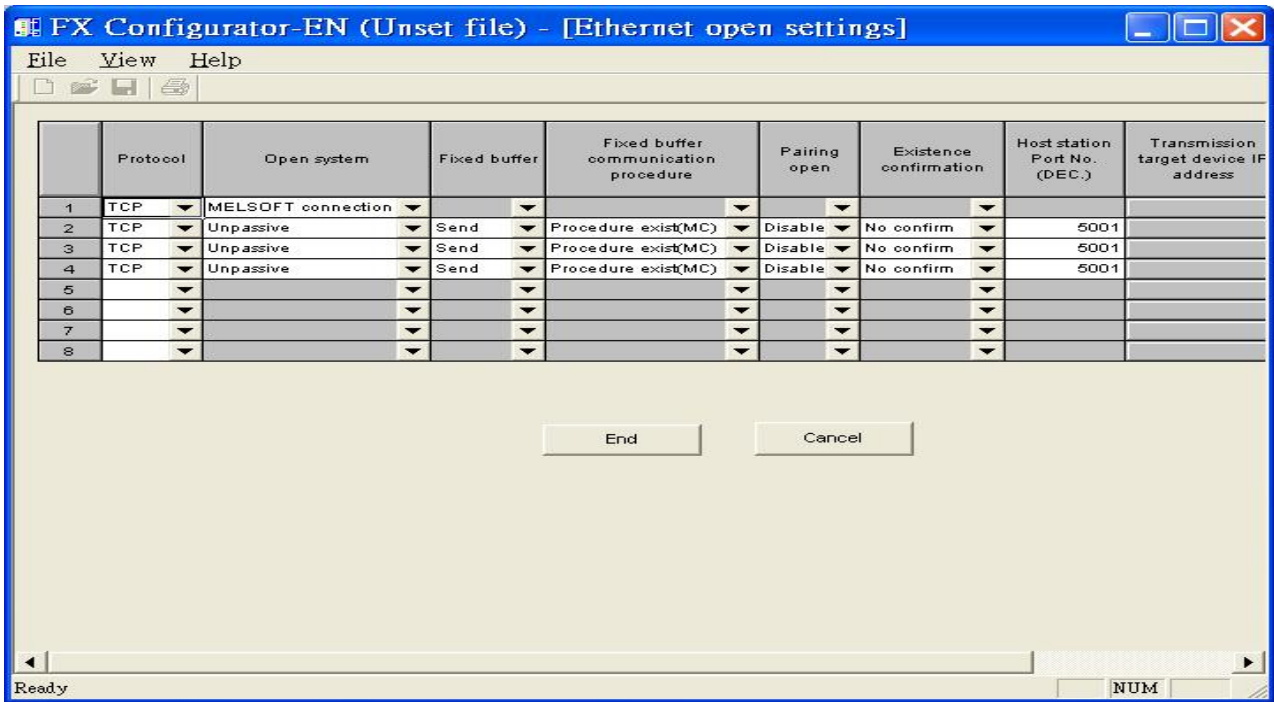 FX Configurator-EN (Unset file) - [Ethernet open settings]
File View Help
Protocol Open system Fixed buffer Fixed buffer communication procedure Pairing open Existence confirmation Host station Port No. (DEC.) Transmission target device IF address
1 TCP MELSOFT connection
2 TCP Unpassive Send Procedure exist(MC) Disable No confirm 5001
3 TCP Unpassive Send Procedure exist(MC) Disable No confirm 5001
4 TCP Unpassive Send Procedure exist(MC) Disable No confirm 5001
5
6
7
8
End Cancel
Ready NUM